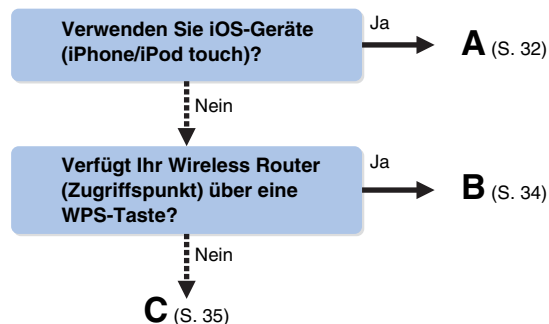 Verwenden Sie iOS-Geräte
(iPhone/iPod touch)?
Ja
A (S. 32)
Nein
Verfügt Ihr Wireless Router
(Zugriffspunkt) über eine
WPS-Taste?
Ja
B (S. 34)
Nein
C (S. 35)